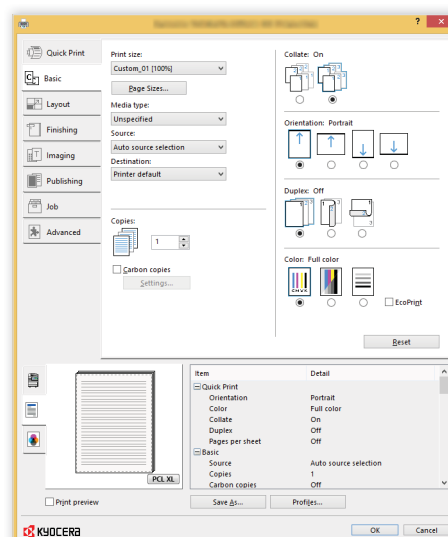 ?
Quick Print
Basic
Layout
Finishing
Imaging
Publishing
Job
Advanced
Print size:
Custom_01 [100%]
Page Sizes...
Media type:
Unspecified
Source:
Auto source selection
Destination:
Printer default
Copies:
1
Carbon copies
Settings...
Collate: On
Orientation: Portrait
Duplex: Off
Color: Full color
CMYK
EcoPrint
Reset
PCL XL
Print preview
Item Detail
Quick Print
Orientation Portrait
Color Full color
Collate On
Duplex Off
Pages per sheet Off
Basic
Source Auto source selection
Copies 1
Carbon copies Off
Save As...
Profiles...
KYOCERA
OK
Cancel